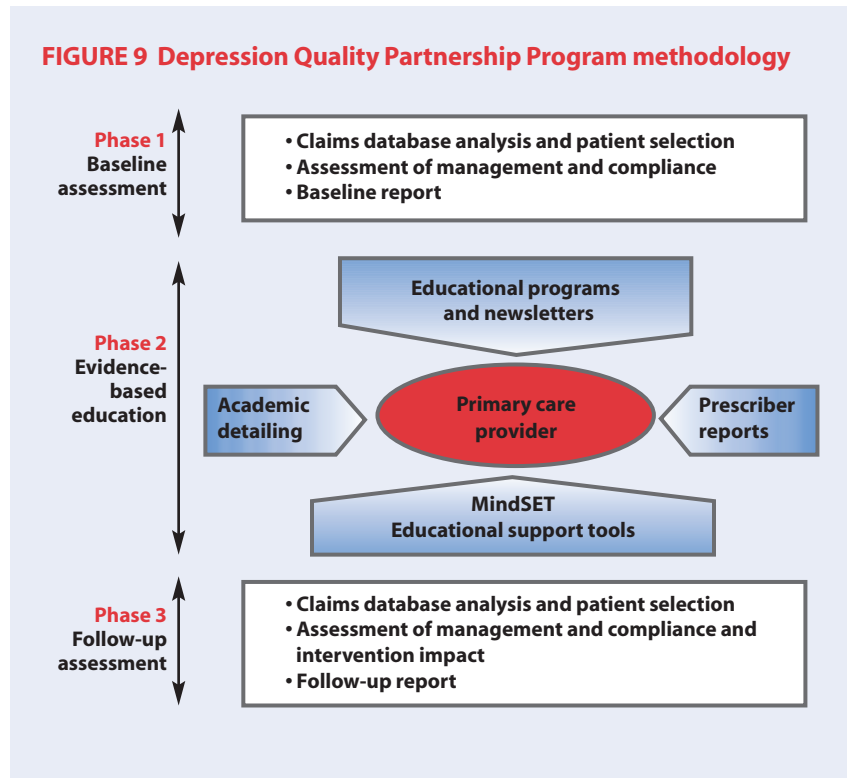 FIGURE 9 Depression Quality Partnership Program methodology
Phase 1
Baseline
assessment
• Claims database analysis and patient selection
• Assessment of management and compliance
• Baseline report
Phase 2
Evidence-
based
education
Educational programs
and newsletters
Academic
detailing
Primary care
provider
Prescriber
reports
MindSET
Educational support tools
Phase 3
Follow-up
assessment
• Claims database analysis and patient selection
• Assessment of management and compliance and
intervention impact
• Follow-up report